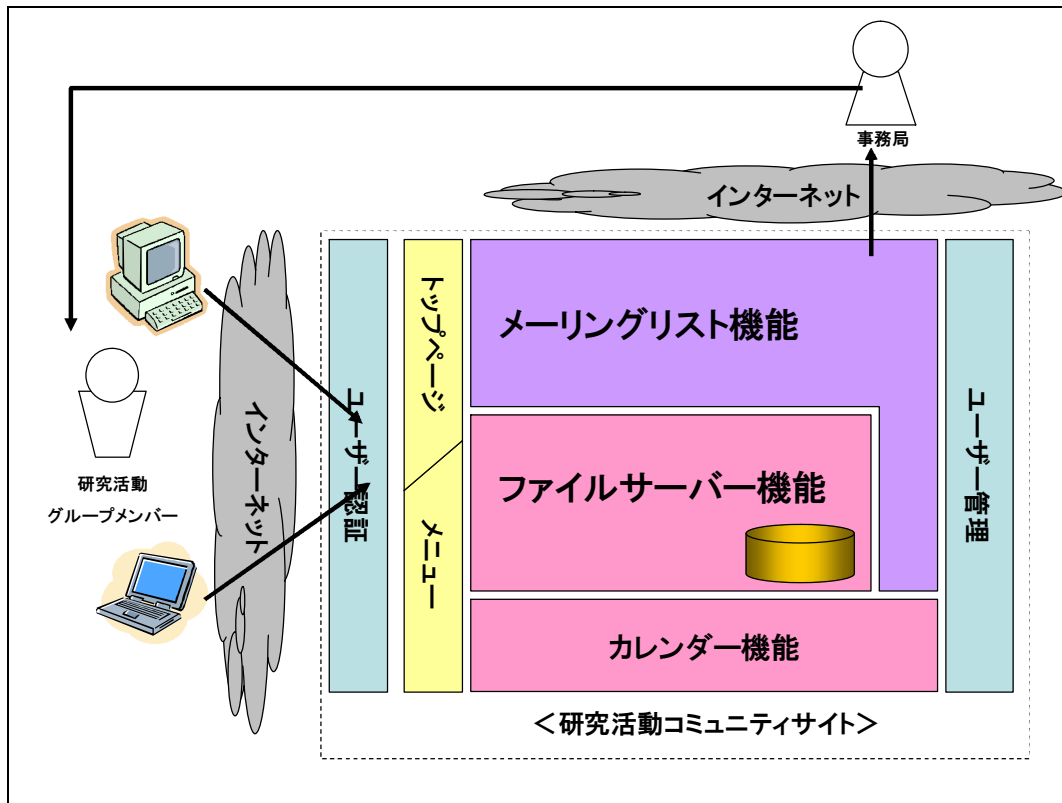 事務局
インターネット
トップページ
メーリングリスト機能
インターネット
ユーザー認証
ユーザー管理
ファイルサーバー機能
研究活動
グループメンバー
メニュー
カレンダー機能
＜研究活動コミュニティサイト＞